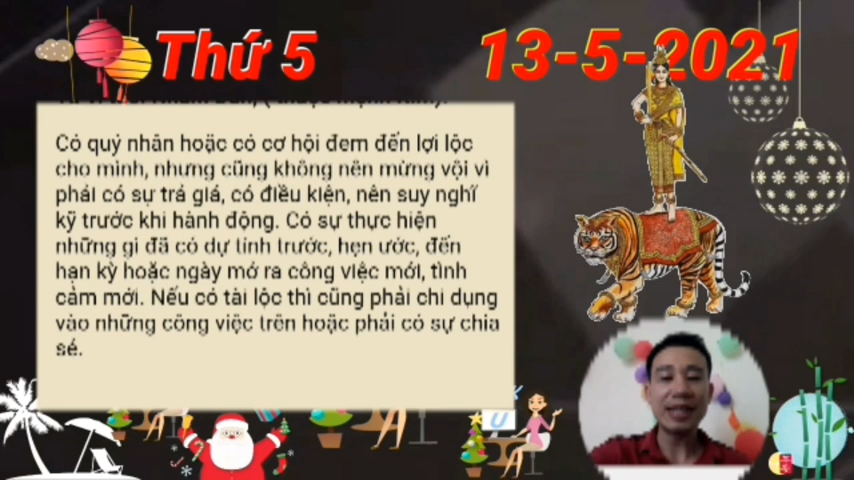 Thứ 5
13-5-2021
Có quý nhân hoặc có cơ hội đem đến lợi lộc
cho mình, nhưng cũng không nên mừng vội vì
phải có sự trả giá, có điều kiện, nên suy nghĩ
kỹ trước khi hành động. Có sự thực hiện
những gì đã có dự tính trước, hẹn ước, đến
hạn kỳ hoặc ngày mở ra công việc mới, tình
cảm mới. Nếu có tài lộc thì cũng phải chi dụng
vào những công việc trên hoặc phải có sự chia
sẻ.
U